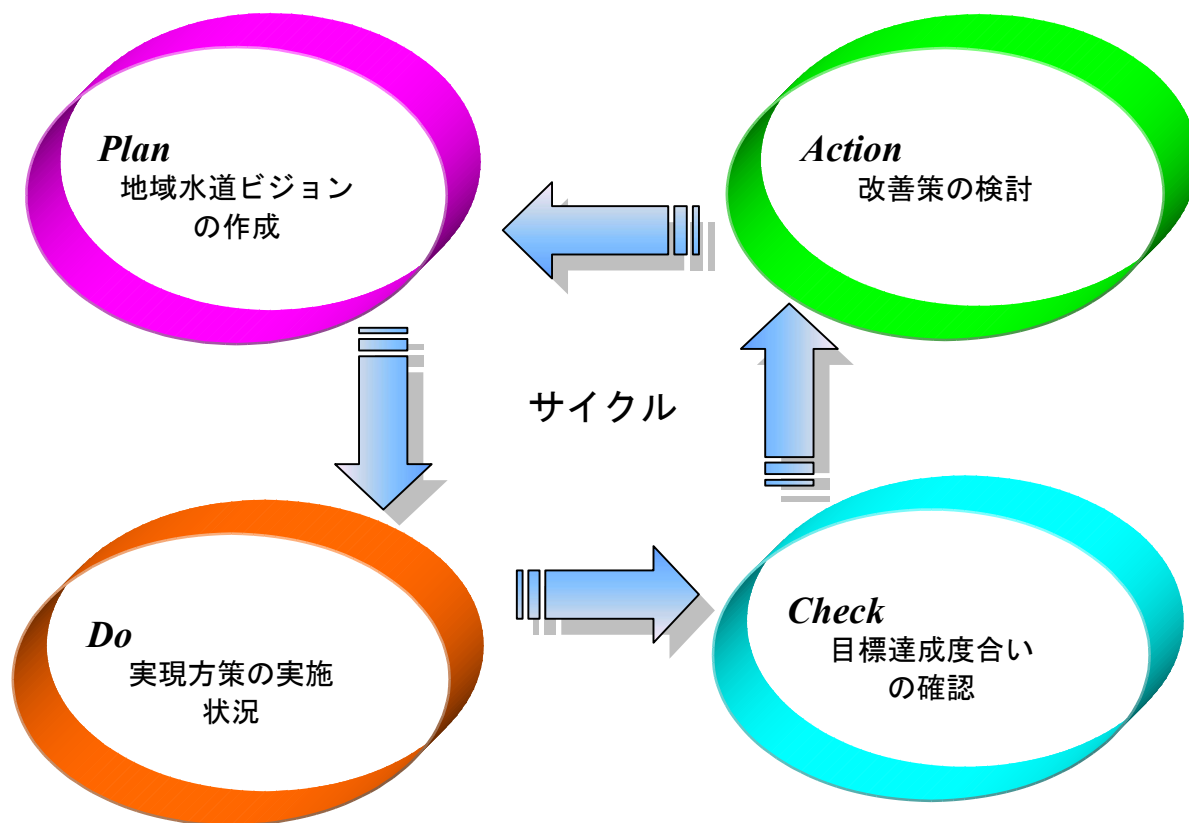 Plan
地域水道ビジョン
の作成
Action
改善策の検討
サイクル
Do
実現方策の実施
状況
Check
目標達成度合い
の確認